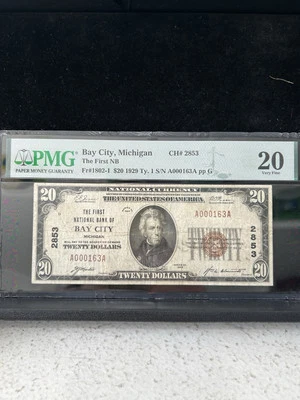 PMG
PAPER MONEY GUARANTY
Bay City, Michigan CH# 2853
The First NB
Fr#1802-1 $20 1929 Ty. 1 S/N A000163A pp G
20
Very Fine
NATIONAL CURRENCY
THE UNITED STATES OF AMERICA
20
20
THE FIRST
NATIONAL BANK OF
BAY CITY
MICHIGAN
TWENTY DOLLARS
2853
A000163A
A000163A
2853
TWENTY
20
TWENTY DOLLARS
20